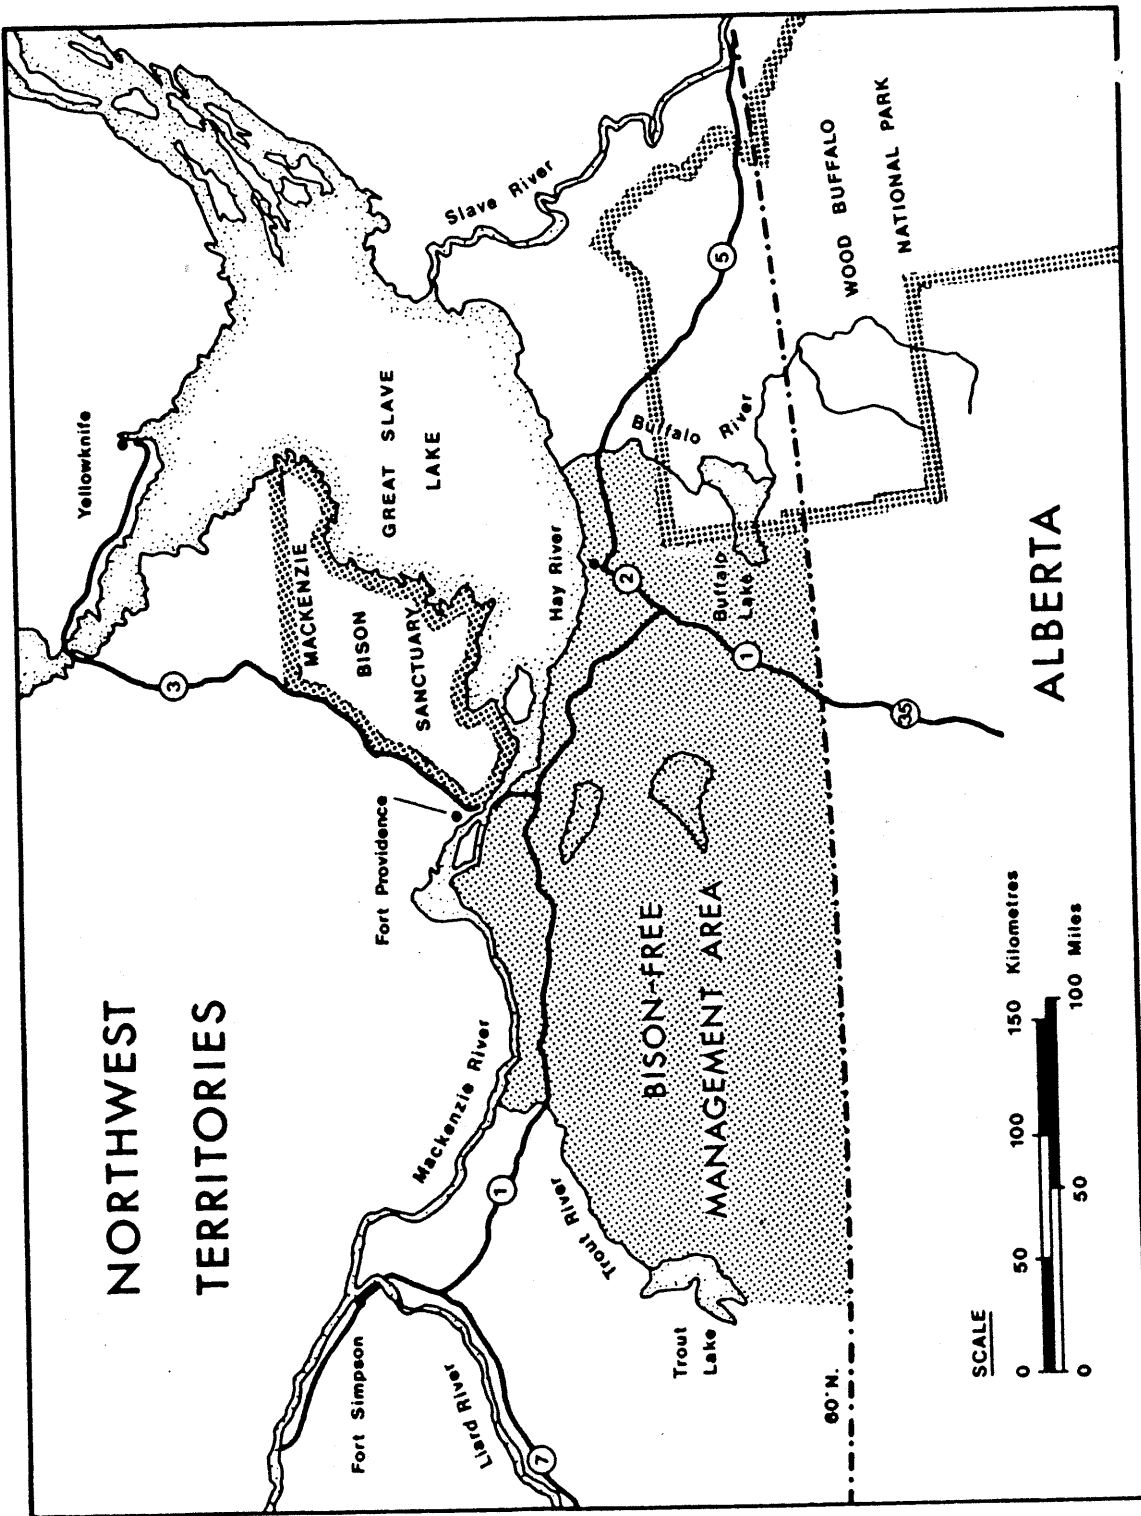 NORTHWEST
TERRITORIES
Yellowknife
3
MACKENZIE
BISON
SANCTUARY
GREAT SLAVE
LAKE
Slave River
Fort Providence
Mackenzie River
Hay River
Fort Simpson
Liard River
7
1
Trout River
Trout
Lake
BISON-FREE
MANAGEMENT AREA
2
1
5
Buffalo
River
Buffalo
Lake
WOOD BUFFALO
NATIONAL PARK
35
60°N.
ALBERTA
SCALE
0 50 100 150 Kilometres
0 50 100 Miles